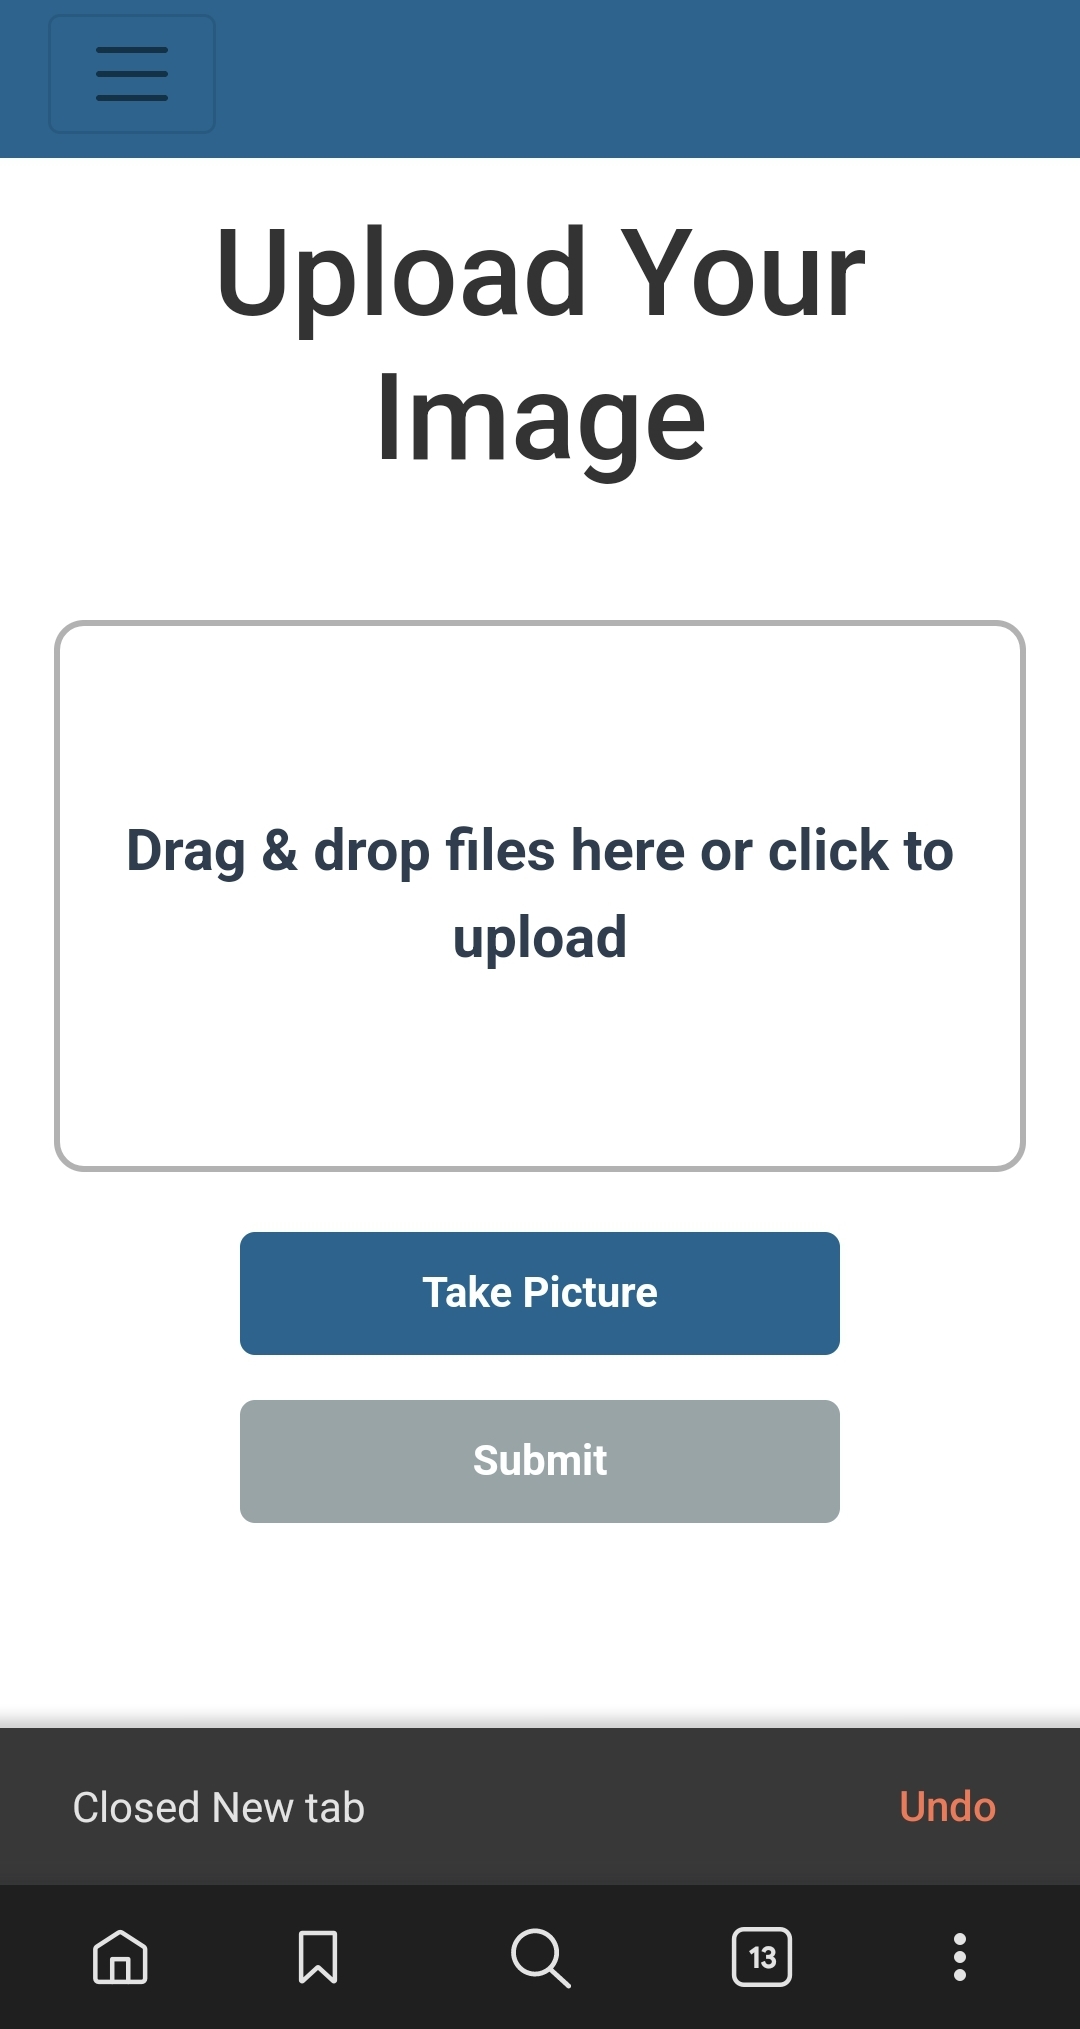 Upload Your
Image
Drag & drop files here or click to
upload
Take Picture
Submit
Closed New tab Undo
13